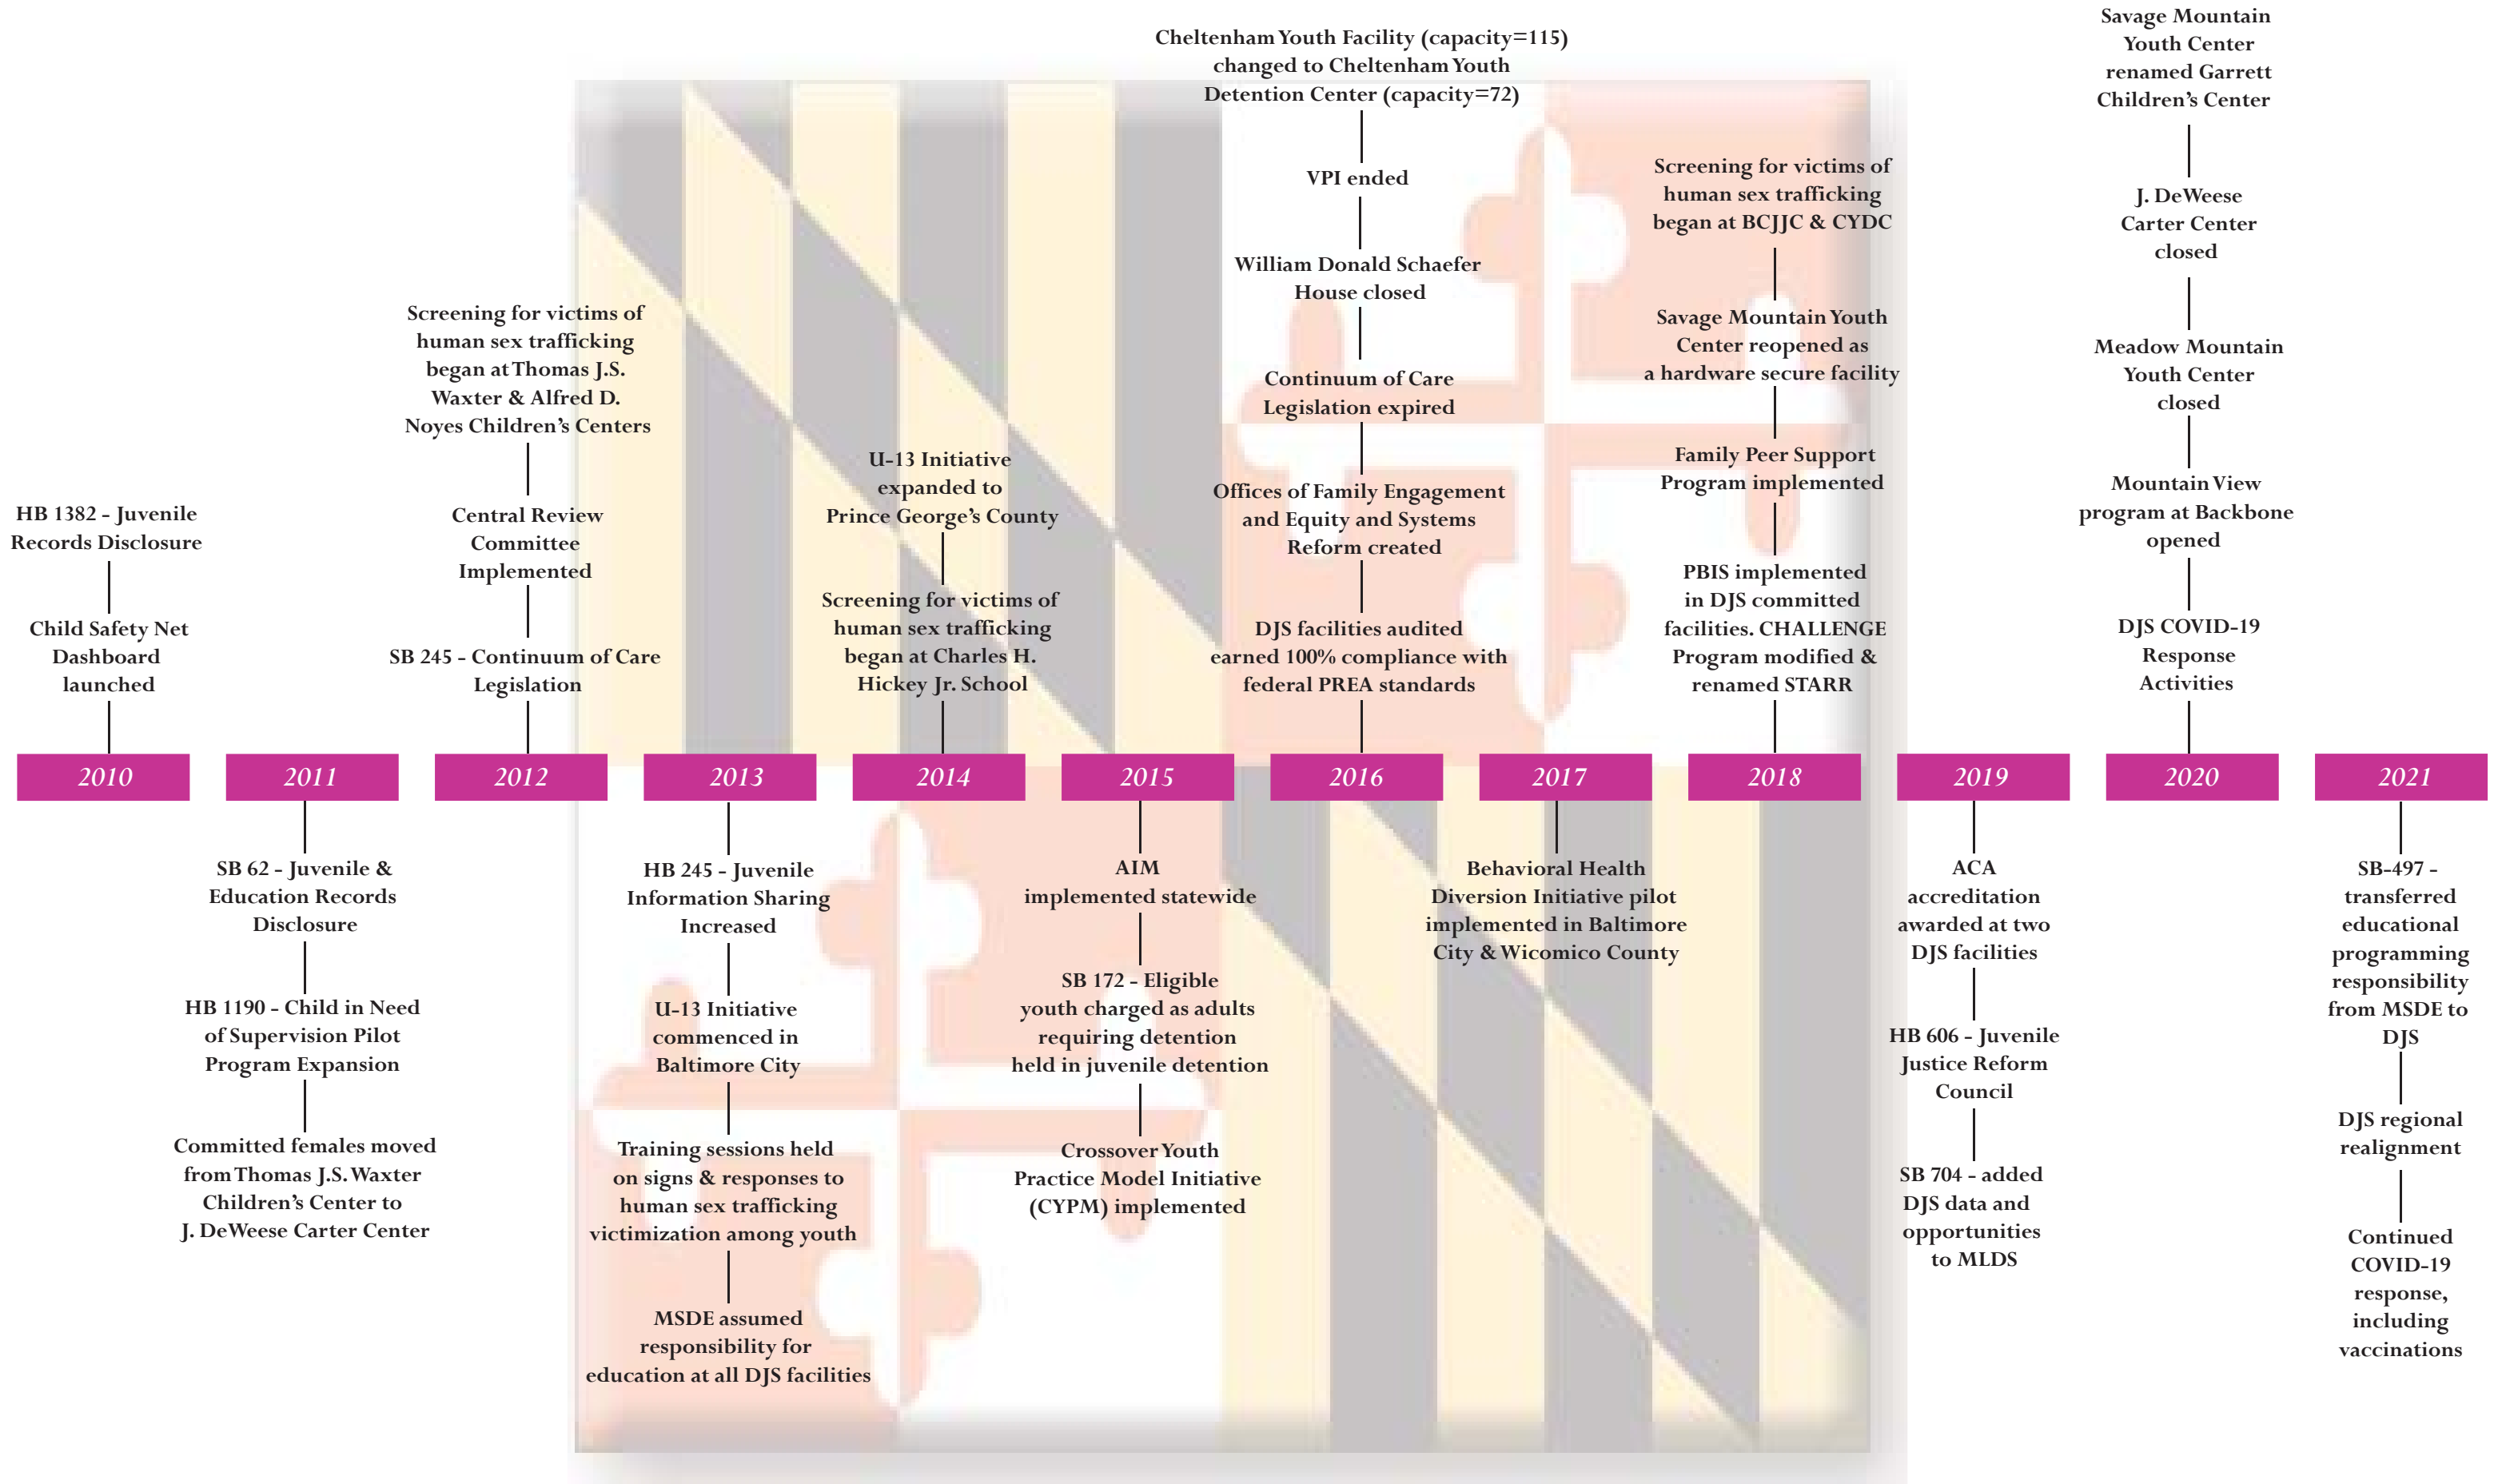 HB 1382 - Juvenile
Records Disclosure
Child Safety Net
Dashboard
launched
2010
2011
SB 62 - Juvenile &
Education Records
Disclosure
HB 1190 - Child in Need
of Supervision Pilot
Program Expansion
Committed females moved
from Thomas J.S. Waxter
Children's Center to
J. DeWeese Carter Center
Screening for victims of
human sex trafficking
began at Thomas J.S.
Waxter & Alfred D.
Noyes Children's Centers
Central Review
Committee
Implemented
SB 245 - Continuum of Care
Legislation
2012
2013
HB 245 - Juvenile
Information Sharing
Increased
U-13 Initiative
commenced in
Baltimore City
Training sessions held
on signs & responses to
human sex trafficking
victimization among youth
MSDE assumed
responsibility for
education at all DJS facilities
U-13 Initiative
expanded to
Prince George's County
Screening for victims of
human sex trafficking
began at Charles H.
Hickey Jr. School
2014
2015
AIM
implemented statewide
SB 172 - Eligible
youth charged as adults
requiring detention
held in juvenile detention
Crossover Youth
Practice Model Initiative
(CYPM) implemented
Cheltenham Youth Facility (capacity=115)
changed to Cheltenham Youth
Detention Center (capacity=72)
VPI ended
William Donald Schaefer
House closed
Continuum of Care
Legislation expired
Offices of Family Engagement
and Equity and Systems
Reform created
DJS facilities audited
earned 100% compliance with
federal PREA standards
2016
2017
Behavioral Health
Diversion Initiative pilot
implemented in Baltimore
City & Wicomico County
Screening for victims of
human sex trafficking
began at BCJJC & CYDC
Savage Mountain Youth
Center reopened as
a hardware secure facility
Family Peer Support
Program implemented
PBIS implemented
in DJS committed
facilities. CHALLENGE
Program modified &
renamed STARR
2018
2019
ACA
accreditation
awarded at two
DJS facilities
HB 606 - Juvenile
Justice Reform
Council
SB 704 - added
DJS data and
opportunities
to MLDS
Savage Mountain
Youth Center
renamed Garrett
Children's Center
J. DeWeese
Carter Center
closed
Meadow Mountain
Youth Center
closed
Mountain View
program at Backbone
opened
DJS COVID-19
Response
Activities
2020
2021
SB-497 -
transferred
educational
programming
responsibility
from MSDE to
DJS
DJS regional
realignment
Continued
COVID-19
response,
including
vaccinations